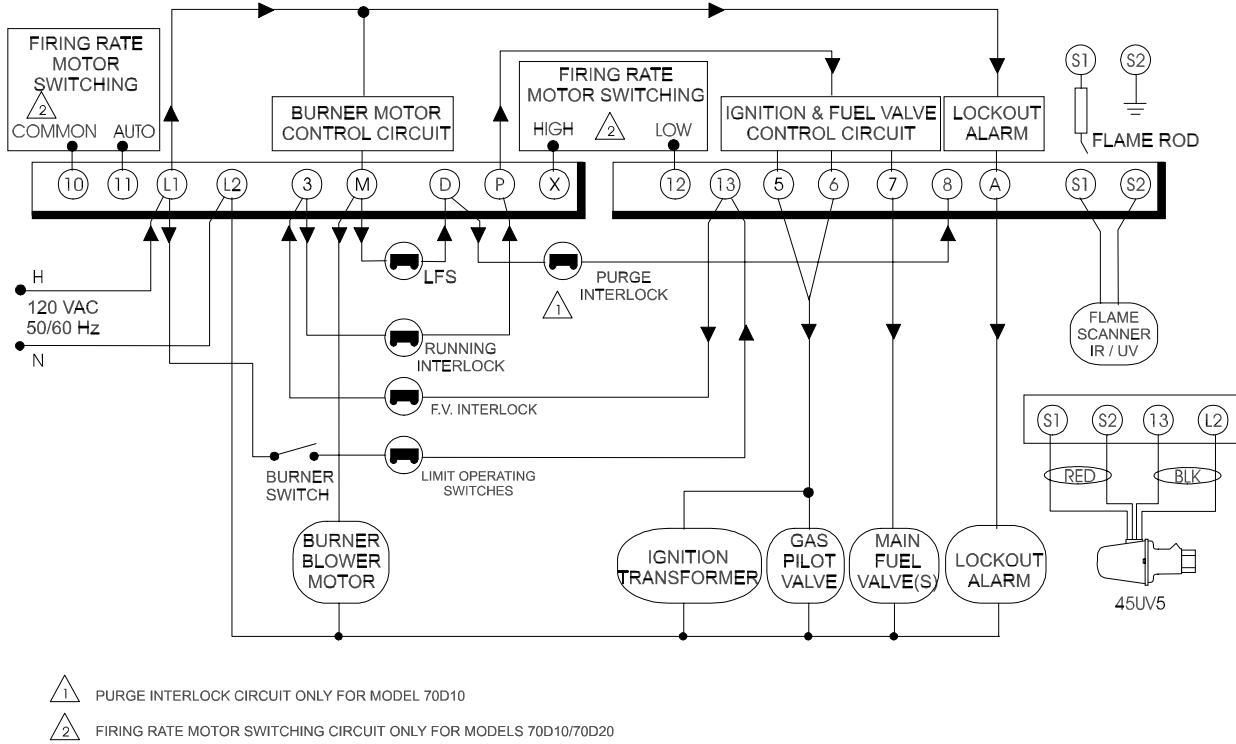 FIRING RATE
MOTOR
SWITCHING
2
COMMON AUTO
BURNER MOTOR
CONTROL CIRCUIT
FIRING RATE
MOTOR SWITCHING
HIGH 2 LOW
IGNITION & FUEL VALVE
CONTROL CIRCUIT
LOCKOUT
ALARM
S1 S2
FLAME ROD
10 11 L1 L2 3 M D P X
12 13 5 6 7 8 A S1 S2
H
120 VAC
50/60 Hz
N
LFS
PURGE
INTERLOCK
1
RUNNING
INTERLOCK
F.V. INTERLOCK
BURNER
SWITCH
LIMIT OPERATING
SWITCHES
FLAME
SCANNER
IR / UV
S1 S2 13 L2
RED BLK
45UV5
BURNER
BLOWER
MOTOR
IGNITION
TRANSFORMER
GAS
PILOT
VALVE
MAIN
FUEL
VALVE(S)
LOCKOUT
ALARM
1 PURGE INTERLOCK CIRCUIT ONLY FOR MODEL 70D10
2 FIRING RATE MOTOR SWITCHING CIRCUIT ONLY FOR MODELS 70D10/70D20